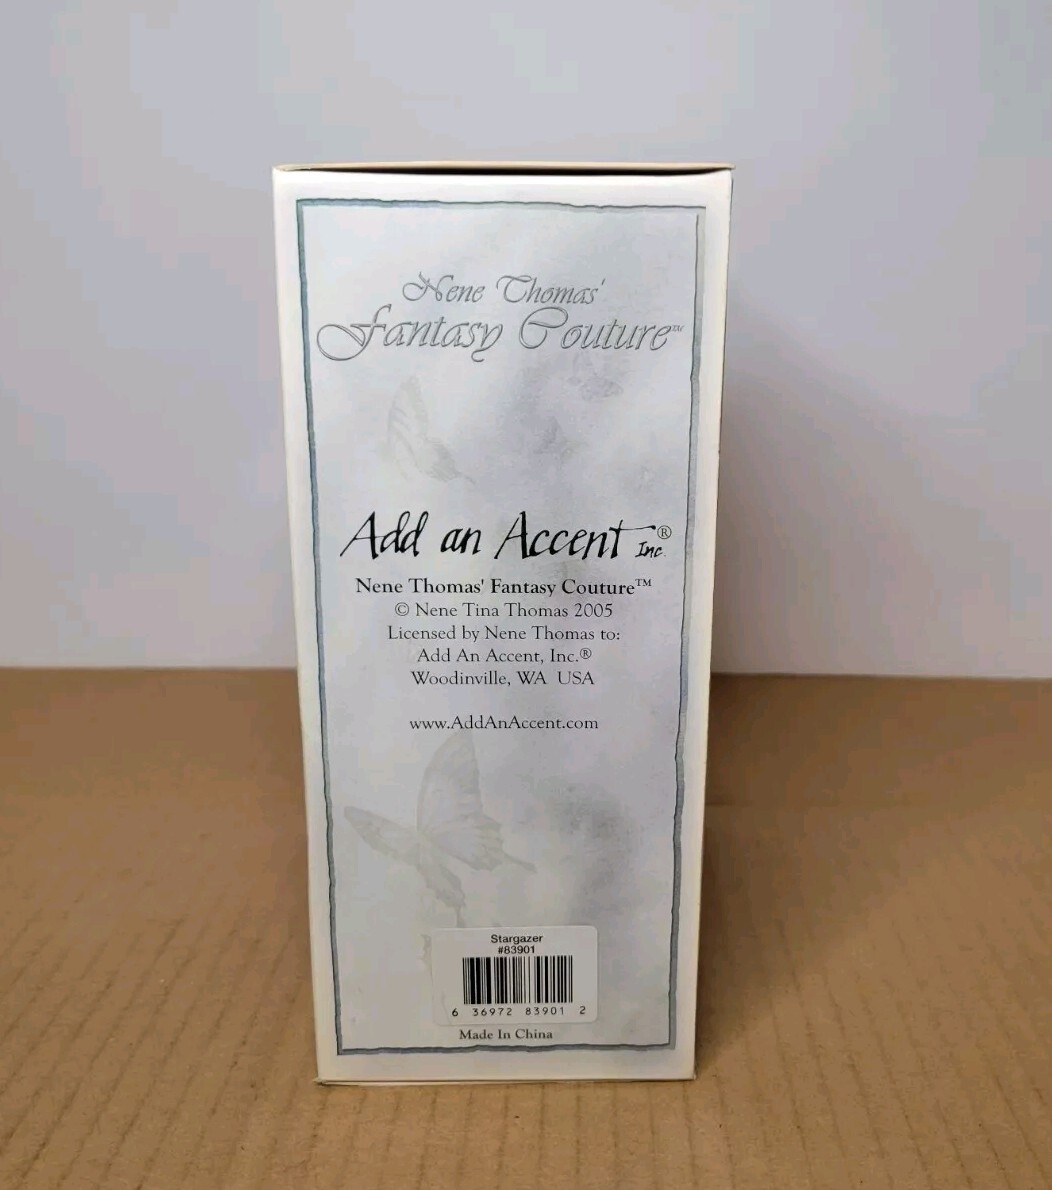 Nene Thomas'
Fantasy Couture™
Add an Accent Inc.®
Nene Thomas' Fantasy Couture™
© Nene Tina Thomas 2005
Licensed by Nene Thomas to:
Add An Accent, Inc.®
Woodinville, WA USA
www.AddAnAccent.com
Stargazer
#83901
6 36972 83901 2
Made In China